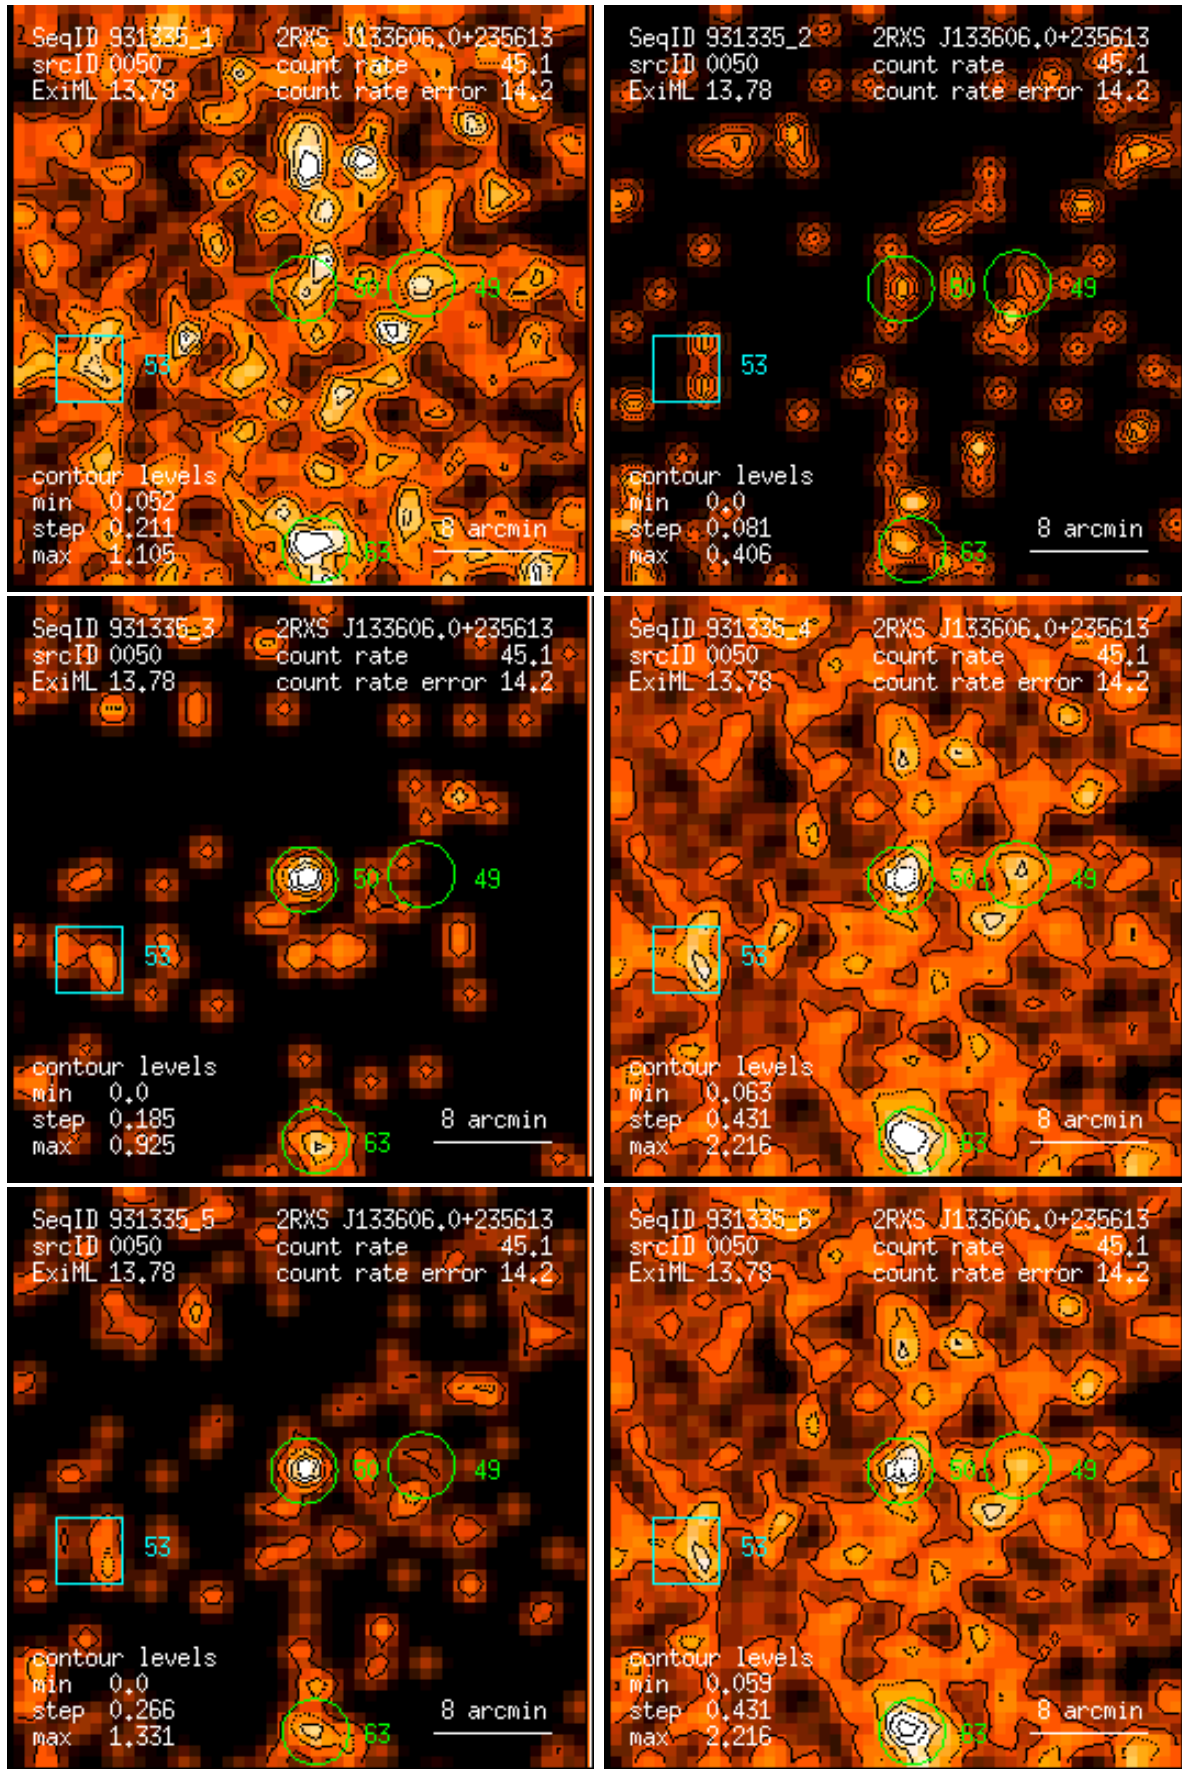 SeqID 931335_1 2RXS J133606.0+235613
srcID 0050 count rate 45.1
ExiML 13.78 count rate error 14.2
50 49
53
contour levels
min 0.052
step 0.211 8 arcmin
max 1.105 63
SeqID 931335_2 2RXS J133606.0+235613
srcID 0050 count rate 45.1
ExiML 13.78 count rate error 14.2
50 49
53
contour levels
min 0.0
step 0.081 8 arcmin
max 0.406 63
SeqID 931335_3 2RXS J133606.0+235613
srcID 0050 count rate 45.1
ExiML 13.78 count rate error 14.2
50 49
53
contour levels
min 0.0
step 0.185 8 arcmin
max 0.925 63
SeqID 931335_4 2RXS J133606.0+235613
srcID 0050 count rate 45.1
ExiML 13.78 count rate error 14.2
50 49
53
contour levels
min 0.063
step 0.431 8 arcmin
max 2.216 63
SeqID 931335_5 2RXS J133606.0+235613
srcID 0050 count rate 45.1
ExiML 13.78 count rate error 14.2
50 49
53
contour levels
min 0.0
step 0.266 8 arcmin
max 1.331 63
SeqID 931335_6 2RXS J133606.0+235613
srcID 0050 count rate 45.1
ExiML 13.78 count rate error 14.2
50 49
53
contour levels
min 0.059
step 0.431 8 arcmin
max 2.216 63